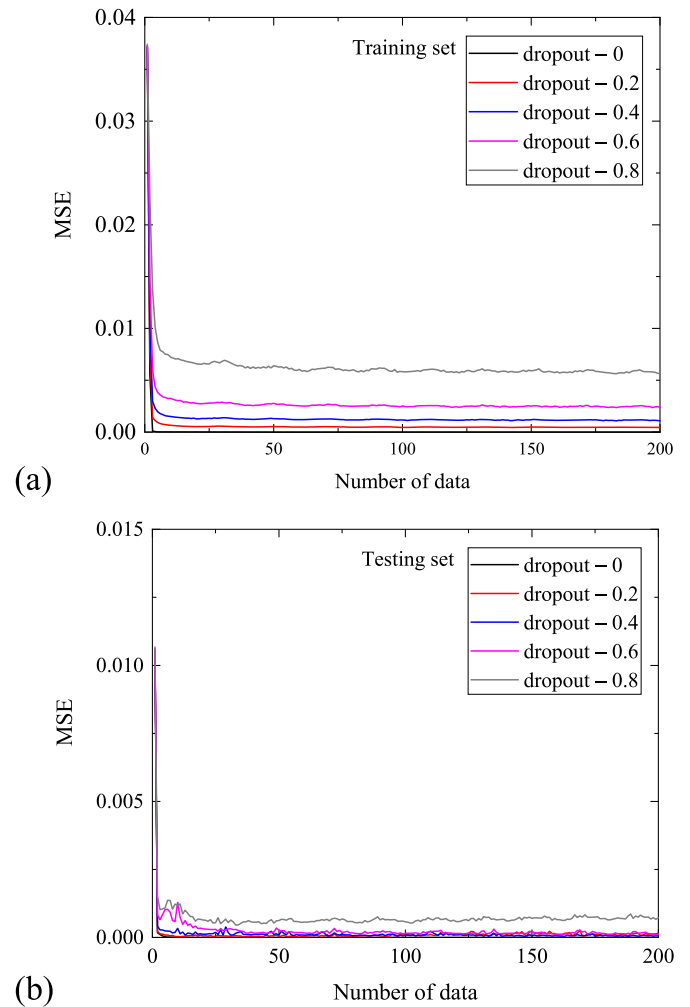 Training set
dropout – 0
dropout – 0.2
dropout – 0.4
dropout – 0.6
dropout – 0.8
0.04
0.03
0.02
0.01
0.00
MSE
0 50 100 150 200
Number of data
(a)
Testing set
dropout – 0
dropout – 0.2
dropout – 0.4
dropout – 0.6
dropout – 0.8
0.015
0.010
0.005
0.000
MSE
0 50 100 150 200
Number of data
(b)